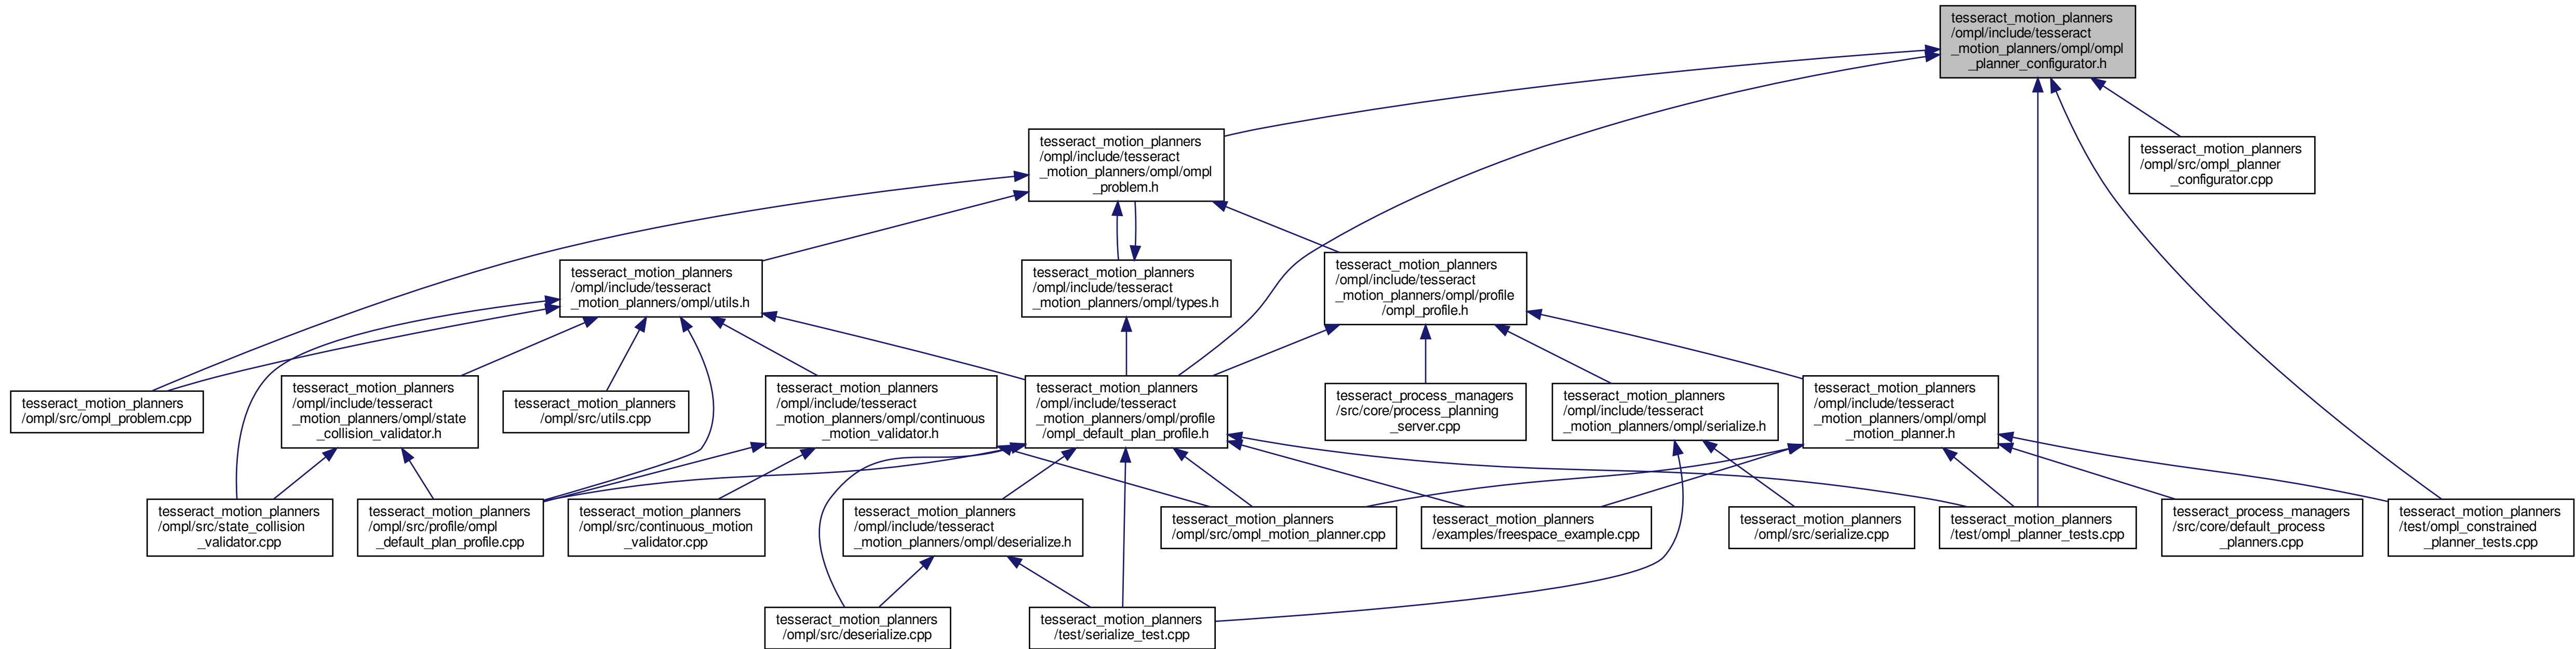 tesseract_motion_planners
/ompl/include/tesseract
_motion_planners/ompl/ompl
_planner_configurator.h
tesseract_motion_planners
/ompl/include/tesseract
_motion_planners/ompl/ompl
_problem.h
tesseract_motion_planners
/ompl/src/ompl_planner
_configurator.cpp
tesseract_motion_planners
/ompl/include/tesseract
_motion_planners/ompl/utils.h
tesseract_motion_planners
/ompl/include/tesseract
_motion_planners/ompl/types.h
tesseract_motion_planners
/ompl/include/tesseract
_motion_planners/ompl/profile
/ompl_profile.h
tesseract_motion_planners
/ompl/src/ompl_problem.cpp
tesseract_motion_planners
/ompl/include/tesseract
_motion_planners/ompl/state
_collision_validator.h
tesseract_motion_planners
/ompl/src/utils.cpp
tesseract_motion_planners
/ompl/include/tesseract
_motion_planners/ompl/continuous
_motion_validator.h
tesseract_motion_planners
/ompl/include/tesseract
_motion_planners/ompl/profile
/ompl_default_plan_profile.h
tesseract_process_managers
/src/core/process_planning
_server.cpp
tesseract_motion_planners
/ompl/include/tesseract
_motion_planners/ompl/serialize.h
tesseract_motion_planners
/ompl/include/tesseract
_motion_planners/ompl/ompl
_motion_planner.h
tesseract_motion_planners
/ompl/src/state_collision
_validator.cpp
tesseract_motion_planners
/ompl/src/profile/ompl
_default_plan_profile.cpp
tesseract_motion_planners
/ompl/src/continuous_motion
_validator.cpp
tesseract_motion_planners
/ompl/include/tesseract
_motion_planners/ompl/deserialize.h
tesseract_motion_planners
/ompl/src/ompl_motion_planner.cpp
tesseract_motion_planners
/examples/freespace_example.cpp
tesseract_motion_planners
/ompl/src/serialize.cpp
tesseract_motion_planners
/test/ompl_planner_tests.cpp
tesseract_process_managers
/src/core/default_process
_planners.cpp
tesseract_motion_planners
/test/ompl_constrained
_planner_tests.cpp
tesseract_motion_planners
/ompl/src/deserialize.cpp
tesseract_motion_planners
/test/serialize_test.cpp